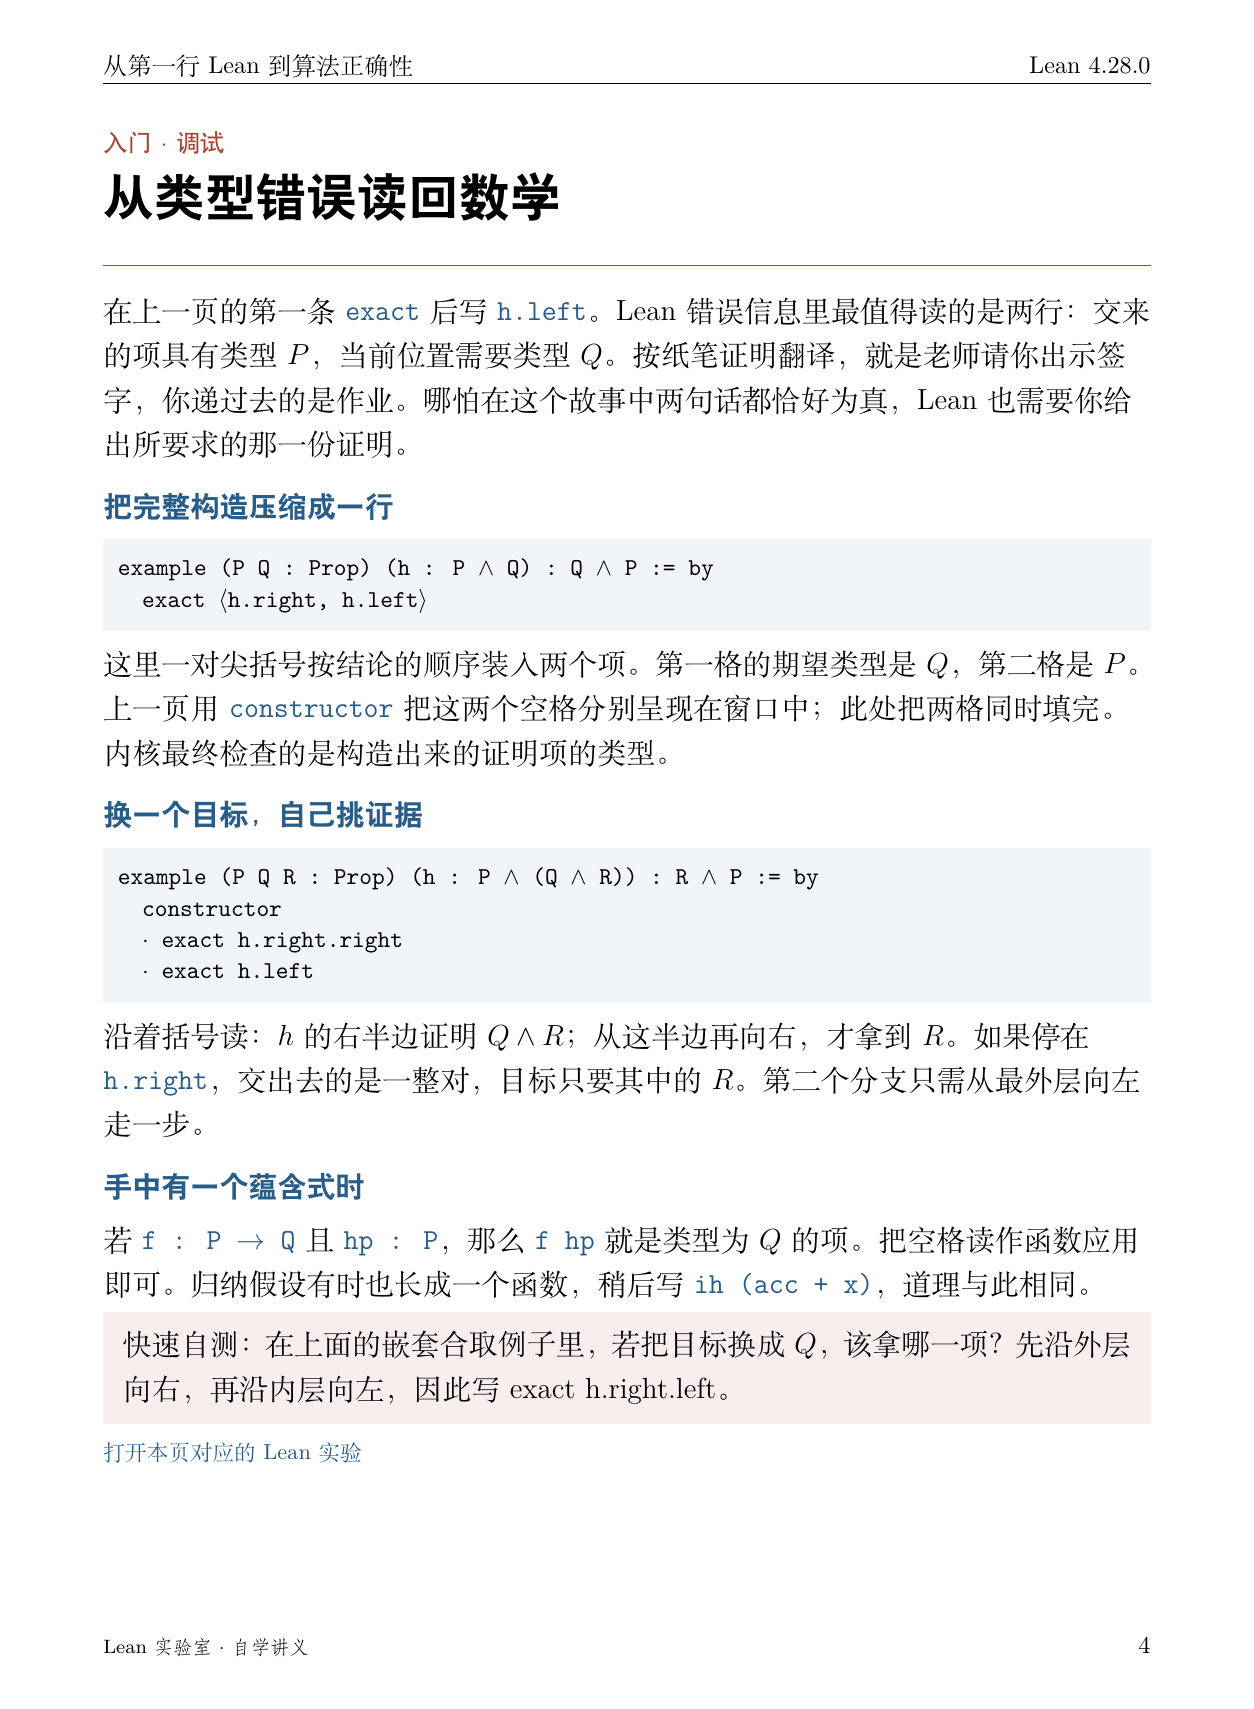 从第一行 Lean 到算法正确性 Lean 4.28.0
入门 · 调试
从类型错误读回数学
在上一页的第一条 exact 后写 h.left。Lean 错误信息里最值得读的是两行：交来
的项具有类型 P，当前位置需要类型 Q。按纸笔证明翻译，就是老师请你出示签
字，你递过去的是作业。哪怕在这个故事中两句话都恰好为真，Lean 也需要你给
出所要求的那一份证明。
把完整构造压缩成一行
example (P Q : Prop) (h : P ∧ Q) : Q ∧ P := by
  exact ⟨h.right, h.left⟩
这里一对尖括号按结论的顺序装入两个项。第一格的期望类型是 Q，第二格是 P。
上一页用 constructor 把这两个空格分别呈现在窗口中；此处把两格同时填完。
内核最终检查的是构造出来的证明项的类型。
换一个目标，自己挑证据
example (P Q R : Prop) (h : P ∧ (Q ∧ R)) : R ∧ P := by
  constructor
  · exact h.right.right
  · exact h.left
沿着括号读：h 的右半边证明 Q ∧ R；从这半边再向右，才拿到 R。如果停在
h.right，交出去的是一整对，目标只要其中的 R。第二个分支只需从最外层向左
走一步。
手中有一个蕴含式时
若 f : P → Q 且 hp : P，那么 f hp 就是类型为 Q 的项。把空格读作函数应用
即可。归纳假设有时也长成一个函数，稍后写 ih (acc + x)，道理与此相同。
快速自测：在上面的嵌套合取例子里，若把目标换成 Q，该拿哪一项？先沿外层
向右，再沿内层向左，因此写 exact h.right.left。
打开本页对应的 Lean 实验
Lean 实验室 · 自学讲义 4